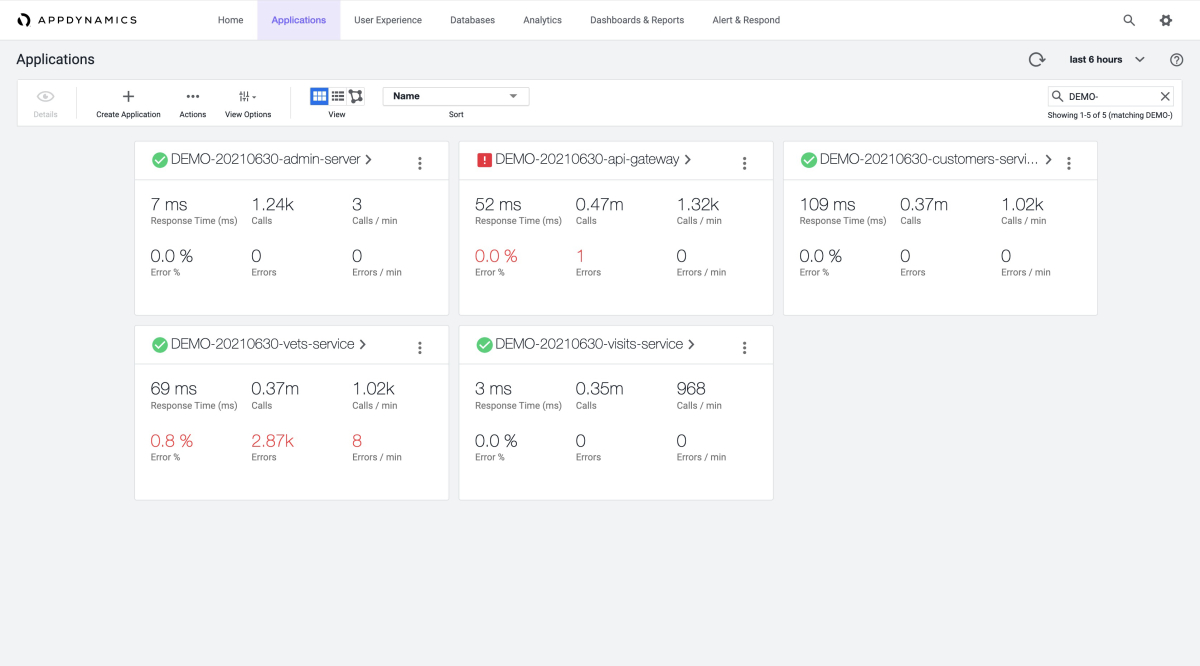 APPDYNAMICS
Home Applications User Experience Databases Analytics Dashboards & Reports Alert & Respond
Applications
last 6 hours
Details Create Application Actions View Options View Name Sort
DEMO-
Showing 1-5 of 5 (matching DEMO-)
DEMO-20210630-admin-server
7 ms 1.24k 3
Response Time (ms) Calls Calls / min
0.0 % 0 0
Error % Errors Errors / min
DEMO-20210630-api-gateway
52 ms 0.47m 1.32k
Response Time (ms) Calls Calls / min
0.0 % 1 0
Error % Errors Errors / min
DEMO-20210630-customers-servi...
109 ms 0.37m 1.02k
Response Time (ms) Calls Calls / min
0.0 % 0 0
Error % Errors Errors / min
DEMO-20210630-vets-service
69 ms 0.37m 1.02k
Response Time (ms) Calls Calls / min
0.8 % 2.87k 8
Error % Errors Errors / min
DEMO-20210630-visits-service
3 ms 0.35m 968
Response Time (ms) Calls Calls / min
0.0 % 0 0
Error % Errors Errors / min